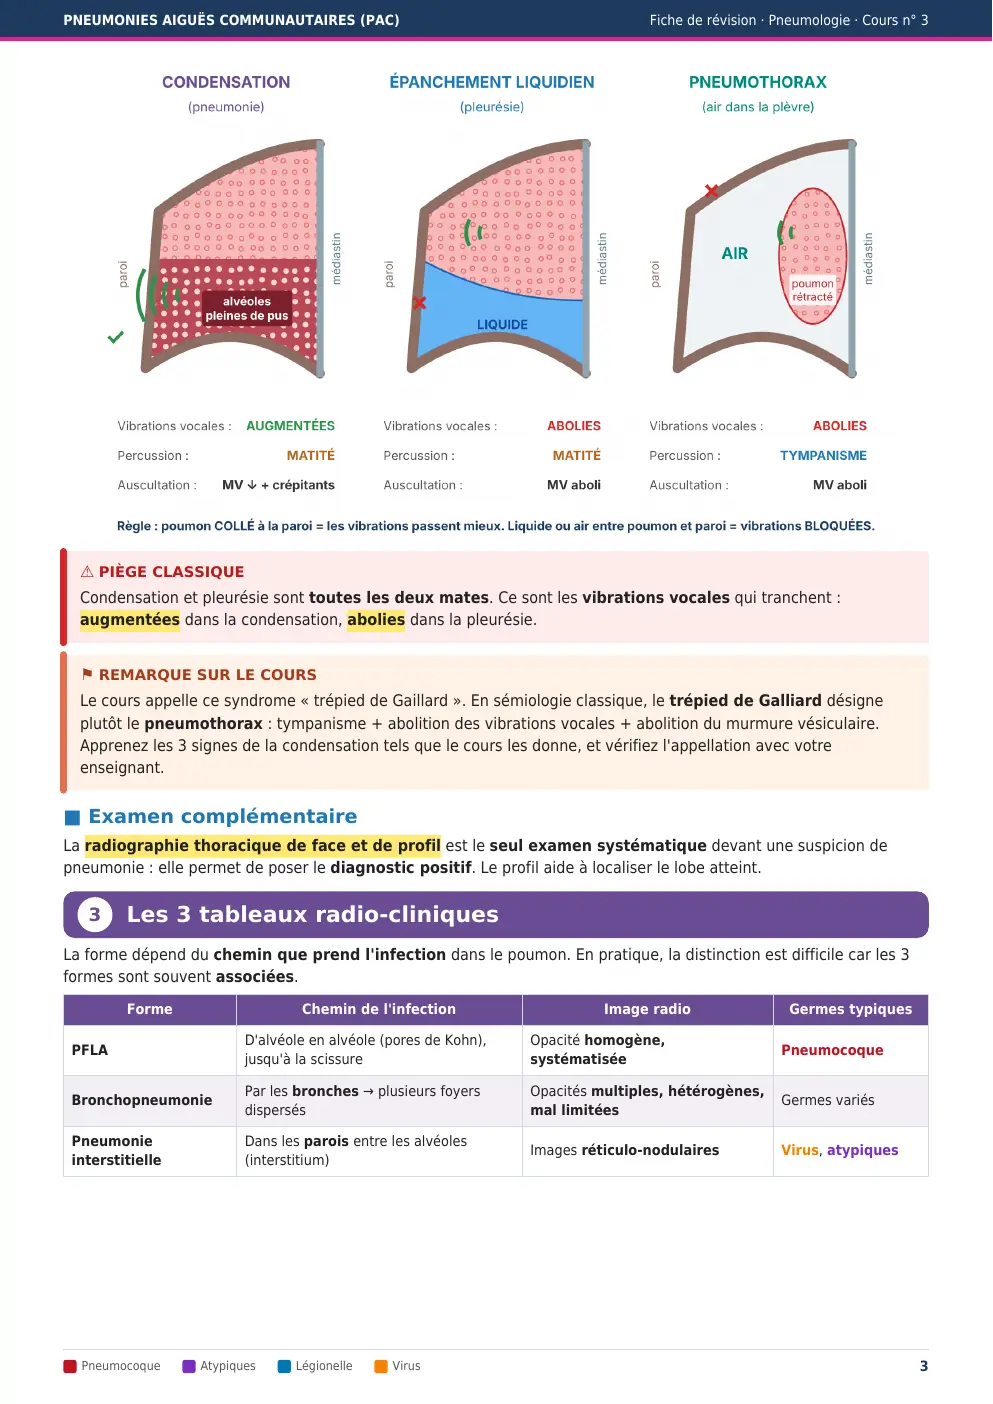 PNEUMONIES AIGUËS COMMUNAUTAIRES (PAC)
Fiche de révision · Pneumologie · Cours n° 3
CONDENSATION
(pneumonie)
ÉPANCHEMENT LIQUIDIEN
(pleurésie)
PNEUMOTHORAX
(air dans la plèvre)
paroi
alvéoles
pleines de pus
médiastin
paroi
LIQUIDE
médiastin
paroi
AIR
poumon
rétracté
médiastin
Vibrations vocales : AUGMENTÉES
Percussion : MATITÉ
Auscultation : MV ↓ + crépitants
Vibrations vocales : ABOLIES
Percussion : MATITÉ
Auscultation : MV aboli
Vibrations vocales : ABOLIES
Percussion : TYMPANISME
Auscultation : MV aboli
Règle : poumon COLLÉ à la paroi = les vibrations passent mieux. Liquide ou air entre poumon et paroi = vibrations BLOQUÉES.
⚠ PIÈGE CLASSIQUE
Condensation et pleurésie sont toutes les deux mates. Ce sont les vibrations vocales qui tranchent :
augmentées dans la condensation, abolies dans la pleurésie.
⚑ REMARQUE SUR LE COURS
Le cours appelle ce syndrome « trépied de Gaillard ». En sémiologie classique, le trépied de Galliard désigne
plutôt le pneumothorax : tympanisme + abolition des vibrations vocales + abolition du murmure vésiculaire.
Apprenez les 3 signes de la condensation tels que le cours les donne, et vérifiez l'appellation avec votre
enseignant.
■ Examen complémentaire
La radiographie thoracique de face et de profil est le seul examen systématique devant une suspicion de
pneumonie : elle permet de poser le diagnostic positif. Le profil aide à localiser le lobe atteint.
3 Les 3 tableaux radio-cliniques
La forme dépend du chemin que prend l'infection dans le poumon. En pratique, la distinction est difficile car les 3
formes sont souvent associées.
Forme
Chemin de l'infection
Image radio
Germes typiques
PFLA
D'alvéole en alvéole (pores de Kohn),
jusqu'à la scissure
Opacité homogène,
systématisée
Pneumocoque
Bronchopneumonie
Par les bronches → plusieurs foyers
dispersés
Opacités multiples, hétérogènes,
mal limitées
Germes variés
Pneumonie
interstitielle
Dans les parois entre les alvéoles
(interstitium)
Images réticulo-nodulaires
Virus, atypiques
Pneumocoque
Atypiques
Légionelle
Virus
3